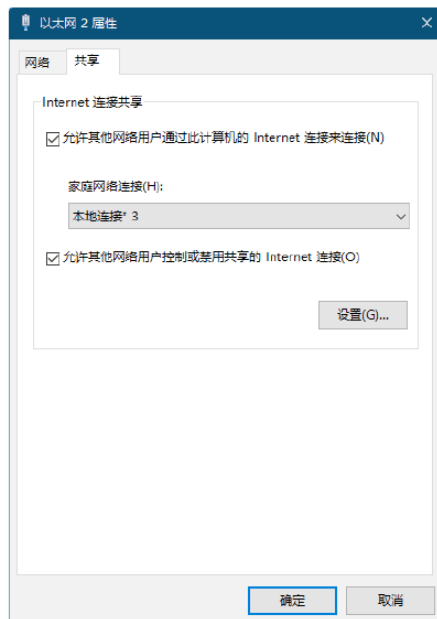 以太网 2 属性
网络 共享
Internet 连接共享
允许其他网络用户通过此计算机的 Internet 连接来连接(N)
家庭网络连接(H):
本地连接* 3
允许其他网络用户控制或禁用共享的 Internet 连接(O)
设置(G)...
确定 取消